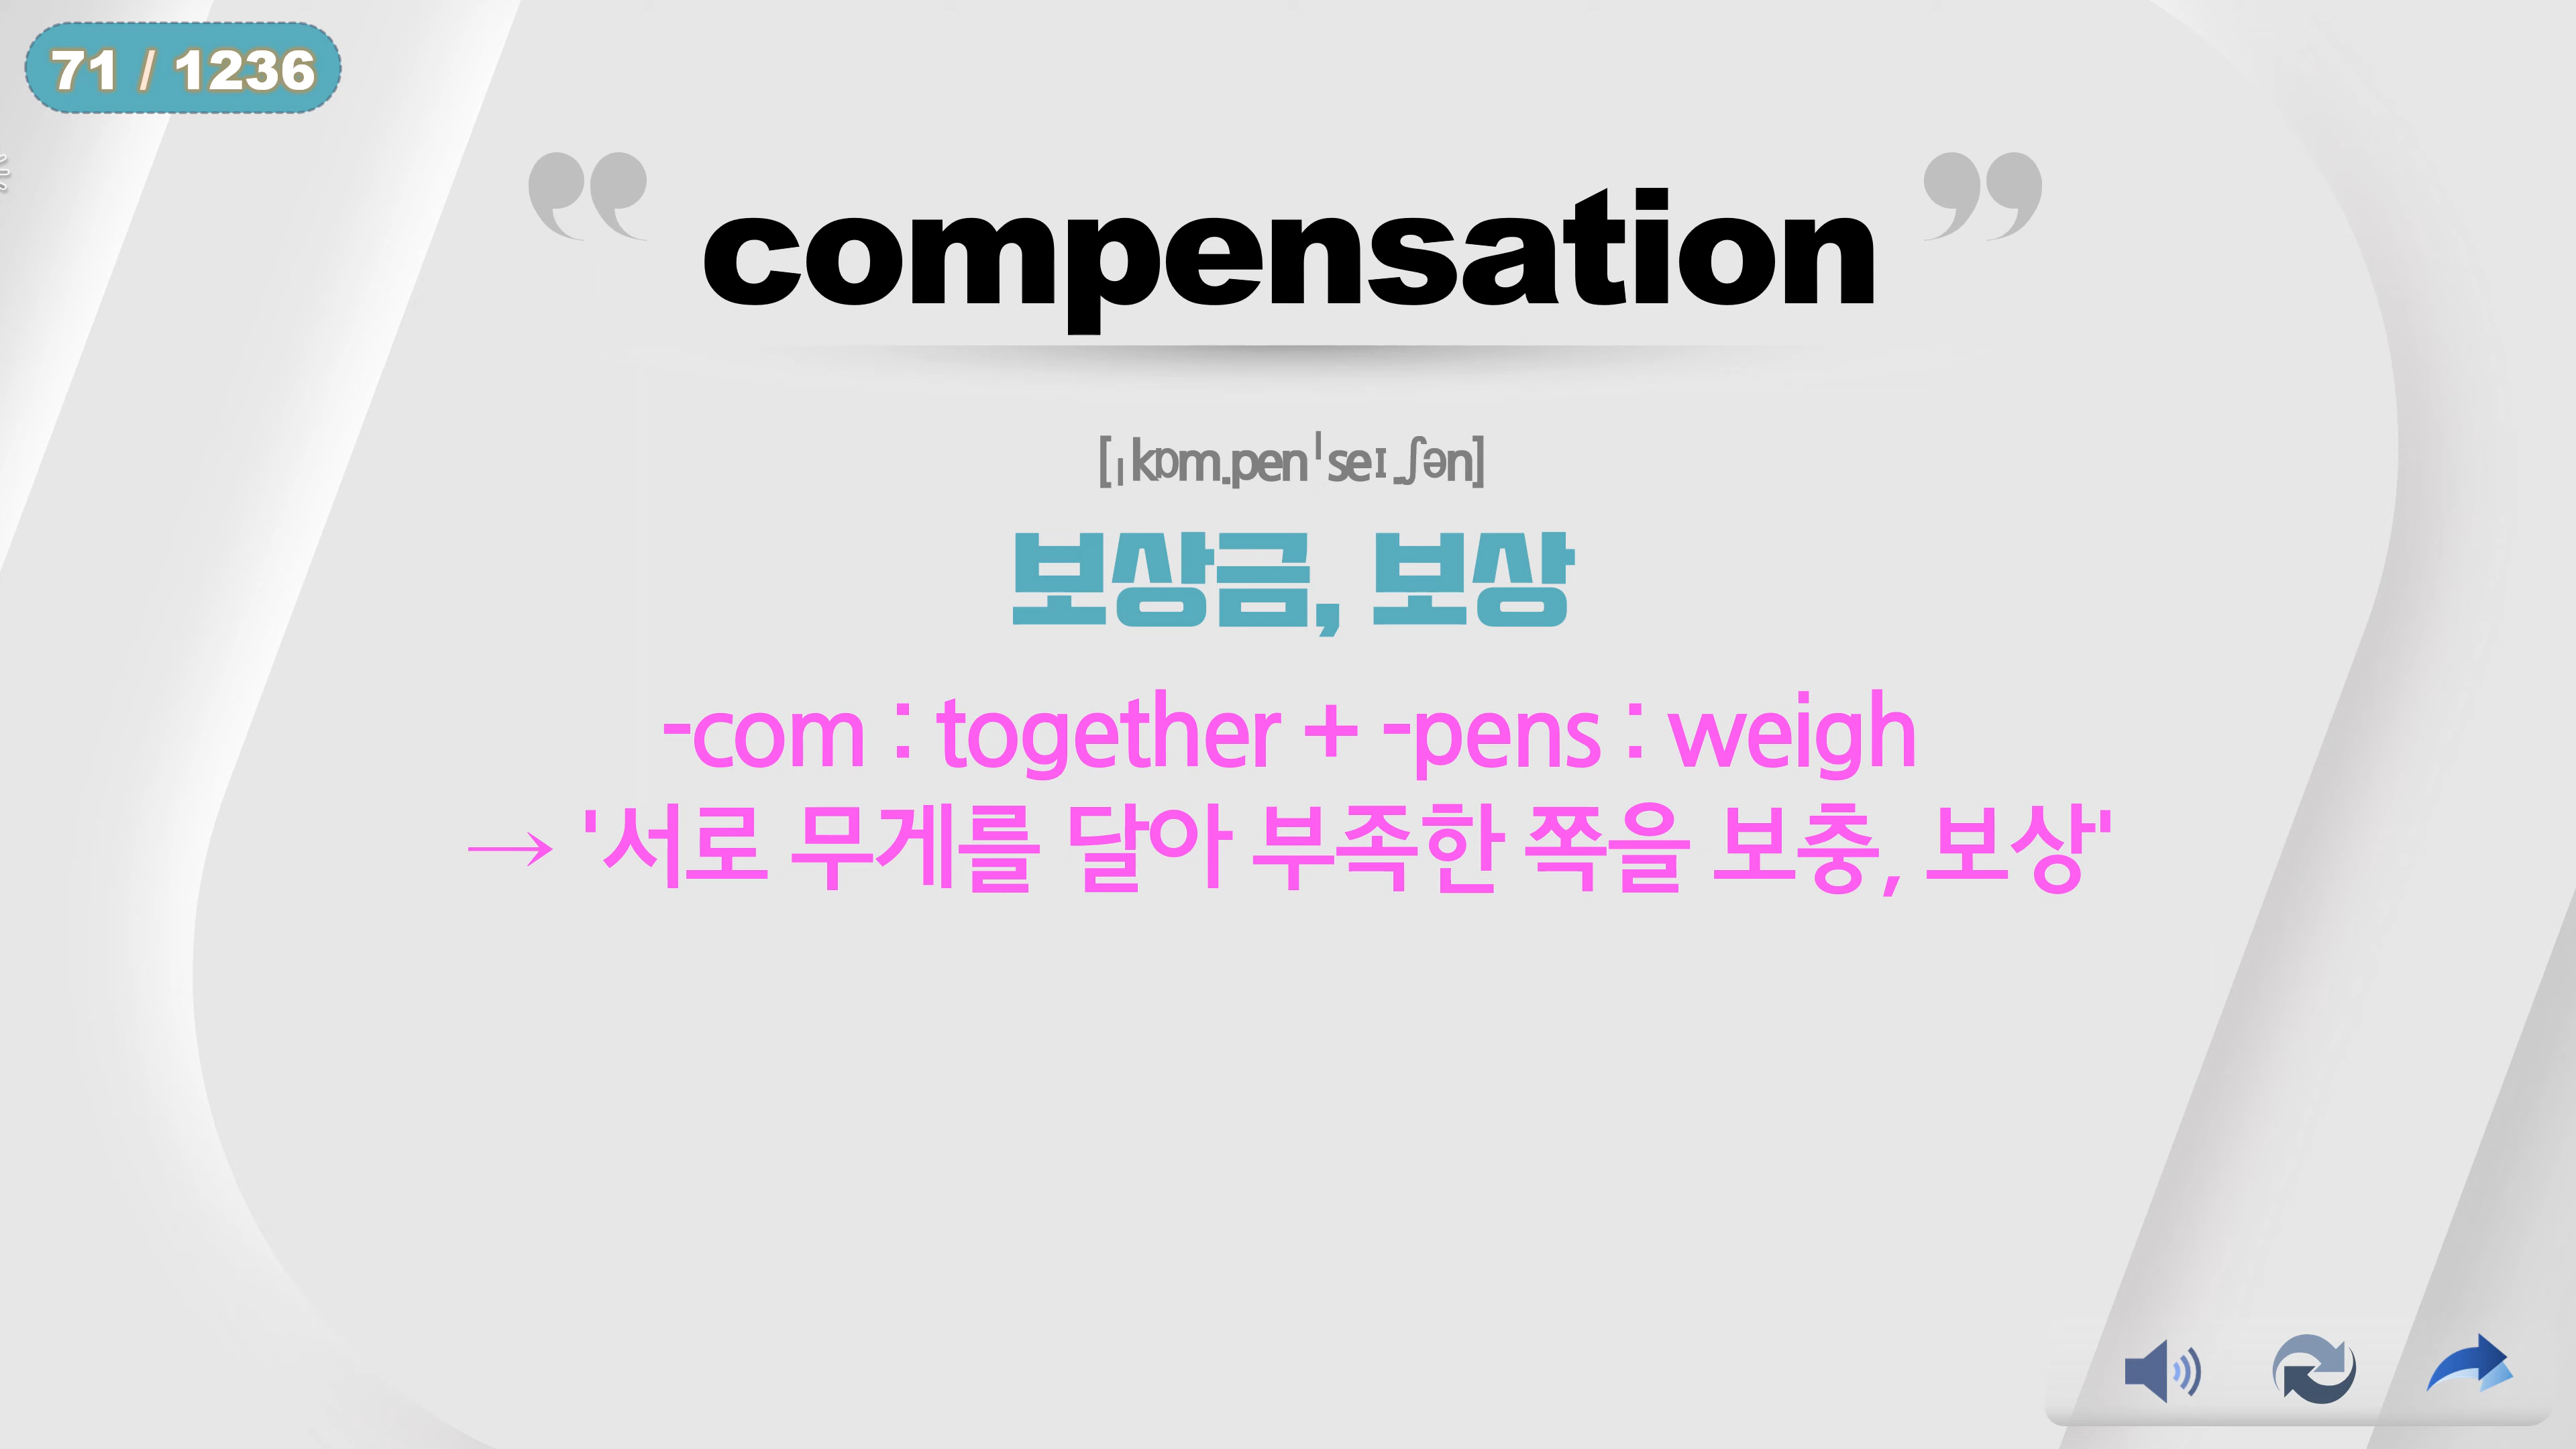 71 / 1236
❝ compensation ❞
[ˌkɒm.penˈseɪ.ʃən]
보상금, 보상
-com : together + -pens : weigh
→ '서로 무게를 달아 부족한 쪽을 보충, 보상'